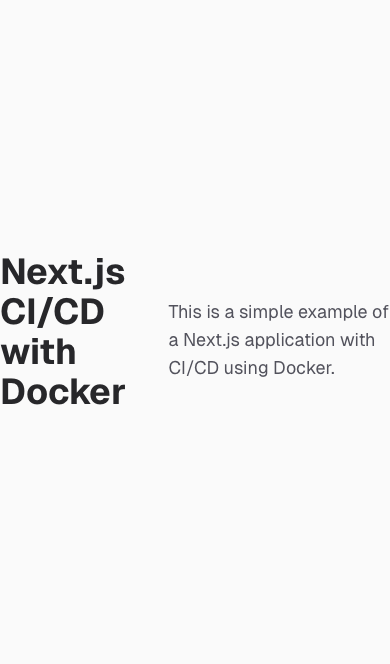 Next.js
CI/CD
with
Docker
This is a simple example of
a Next.js application with
CI/CD using Docker.